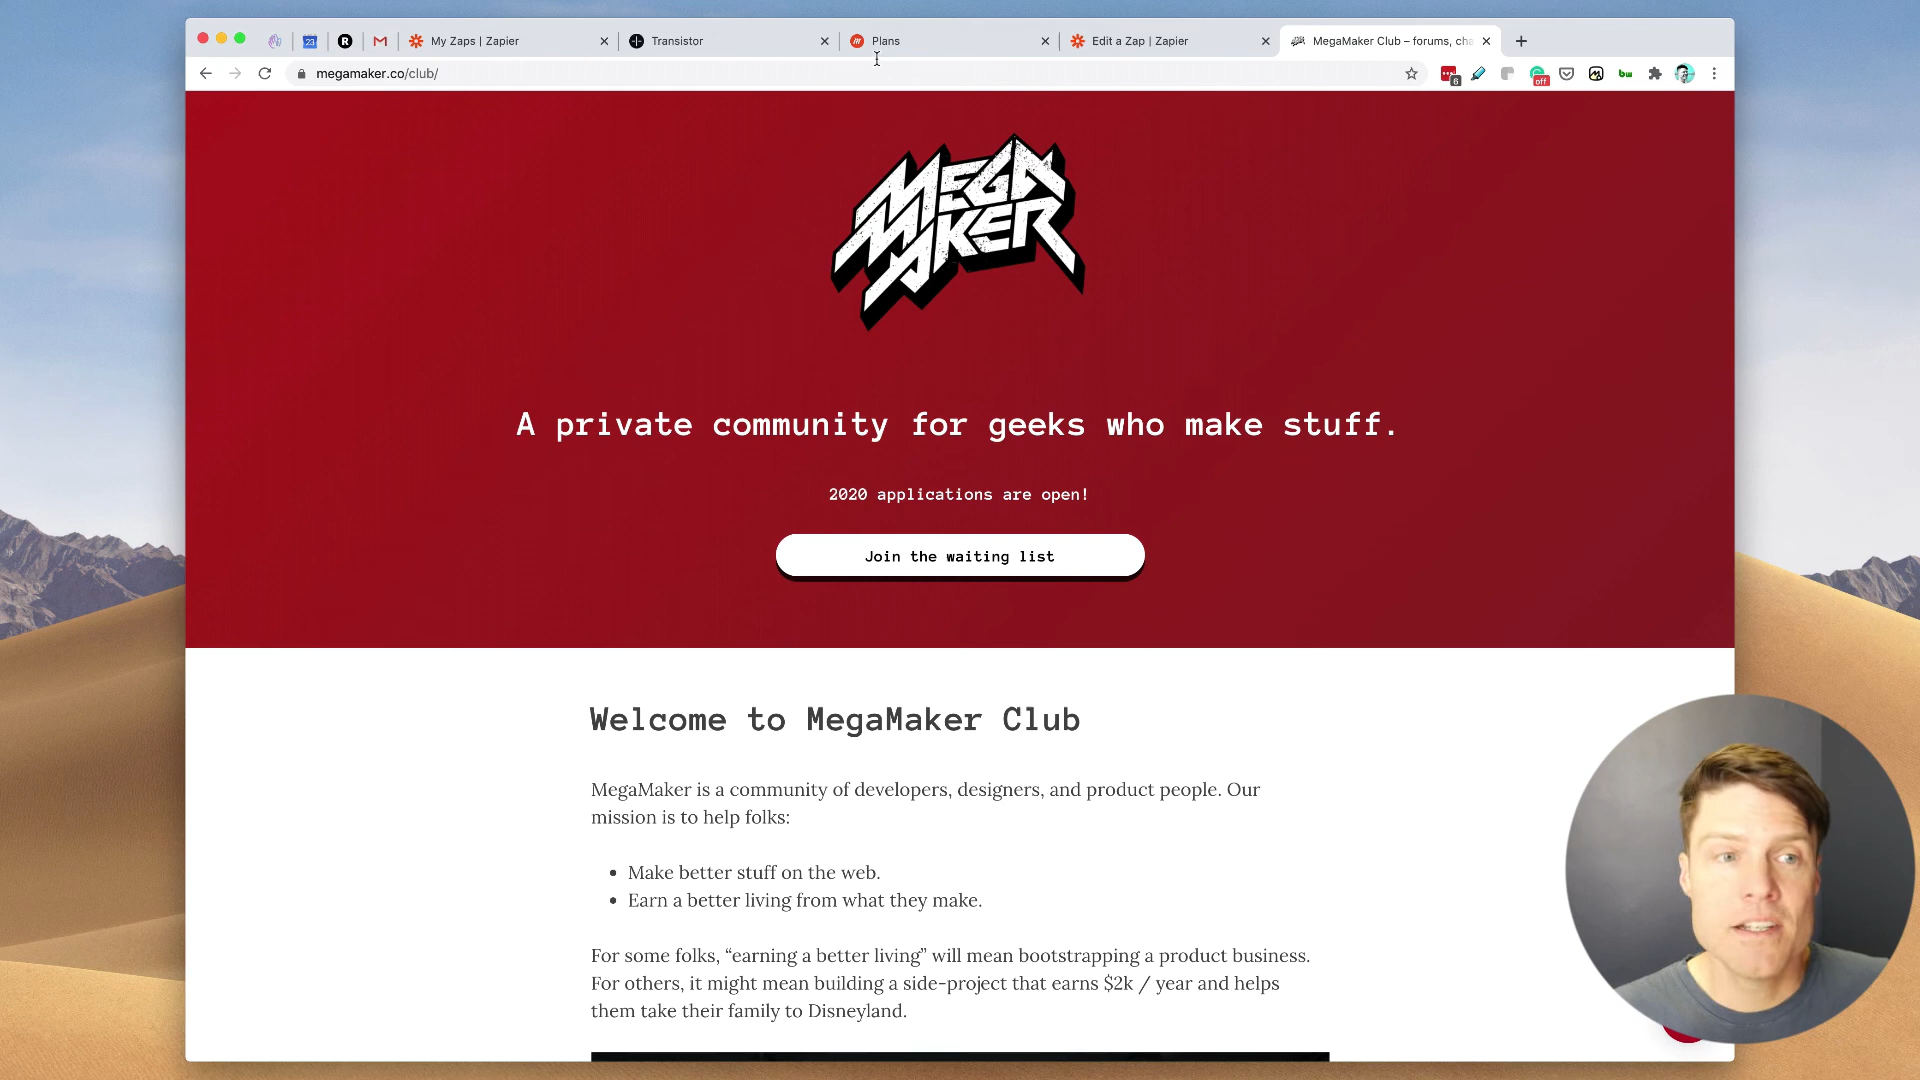 My Zaps | Zapier
Transistor
Plans
Edit a Zap | Zapier
MegaMaker Club – forums, cha
megamaker.co/club/
23
R
6
off
MEGA
MAKER
A private community for geeks who make stuff.
2020 applications are open!
Join the waiting list
Welcome to MegaMaker Club
MegaMaker is a community of developers, designers, and product people. Our
mission is to help folks:
Make better stuff on the web.
Earn a better living from what they make.
For some folks, “earning a better living” will mean bootstrapping a product business.
For others, it might mean building a side-project that earns $2k / year and helps
them take their family to Disneyland.